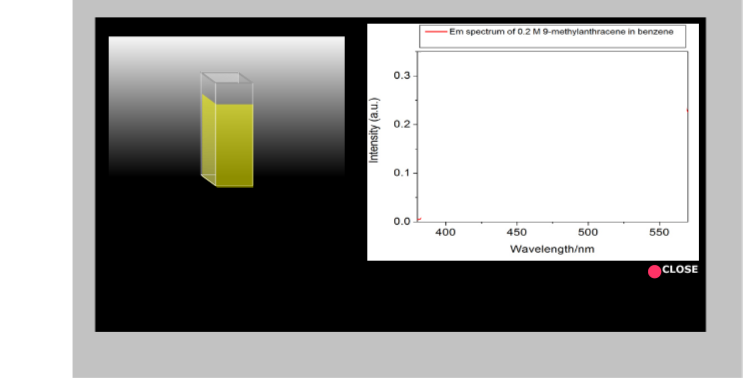 Em spectrum of 0.2 M 9-methylanthracene in benzene
Intensity (a.u.)
0.3
0.2
0.1
0.0
400 450 500 550
Wavelength/nm
CLOSE